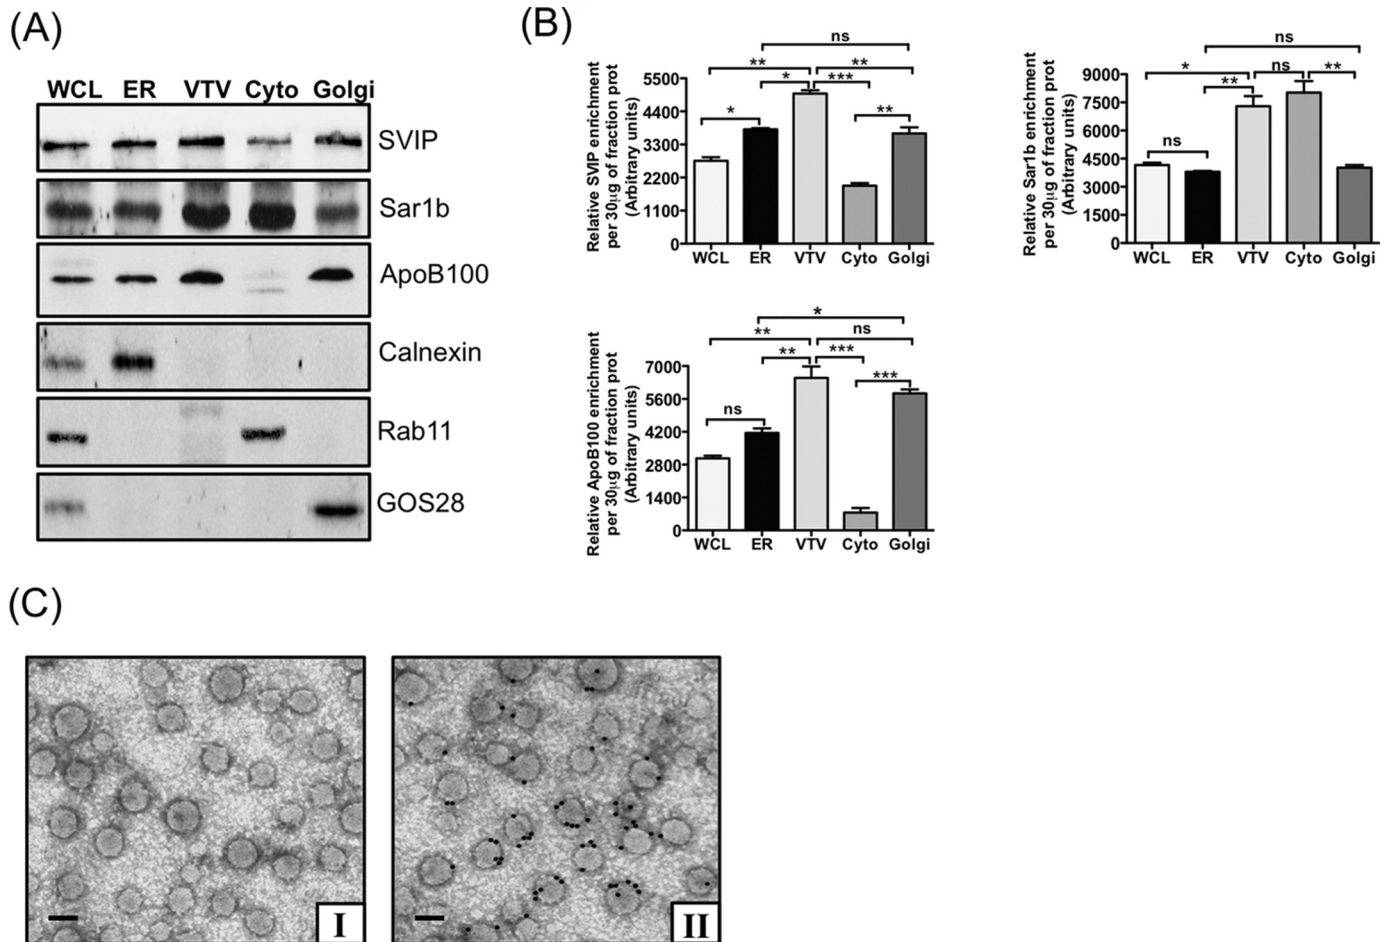 (A)
WCL ER VTV Cyto Golgi
SVIP
Sar1b
ApoB100
Calnexin
Rab11
GOS28
(B)
Relative SVIP enrichment
per 30µg of fraction prot
(Arbitrary units)
5500
4400
3300
2200
1100
0
ns
** **
* ***
* **
WCL ER VTV Cyto Golgi
Relative Sar1b enrichment
per 30µg of fraction prot
(Arbitrary units)
9000
7500
6000
4500
3000
1500
0
ns
* ns **
**
ns
WCL ER VTV Cyto Golgi
Relative ApoB100 enrichment
per 30µg of fraction prot
(Arbitrary units)
7000
5600
4200
2800
1400
0
*
** ns
** ***
***
ns
WCL ER VTV Cyto Golgi
(C)
I
II